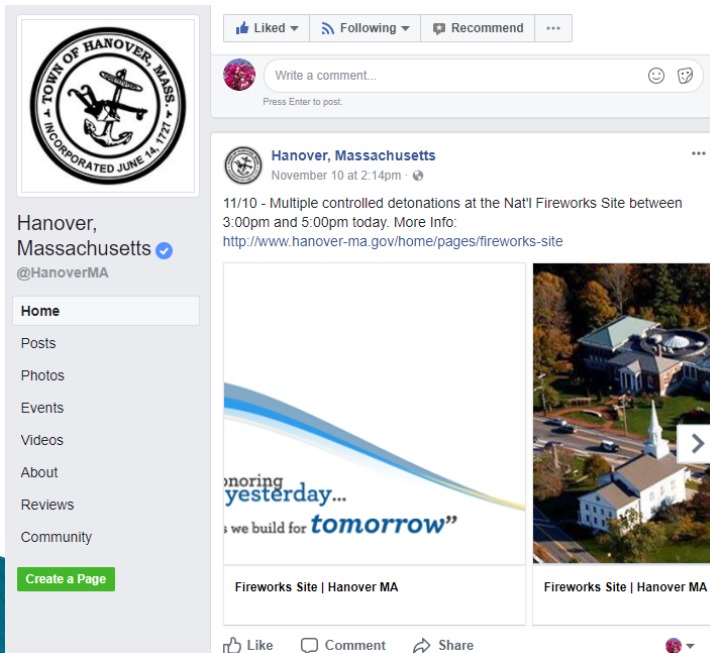 TOWN OF HANOVER, MASS.
INCORPORATED JUNE 14, 1727
Hanover,
Massachusetts
@HanoverMA
Home
Posts
Photos
Events
Videos
About
Reviews
Community
Create a Page
Liked
Following
Recommend
Write a comment...
Press Enter to post.
Hanover, Massachusetts
November 10 at 2:14pm ·
11/10 - Multiple controlled detonations at the Nat'l Fireworks Site between
3:00pm and 5:00pm today. More Info:
http://www.hanover-ma.gov/home/pages/fireworks-site
onoring
yesterday...
s we build for tomorrow"
Fireworks Site | Hanover MA
Fireworks Site | Hanover MA
Like Comment Share